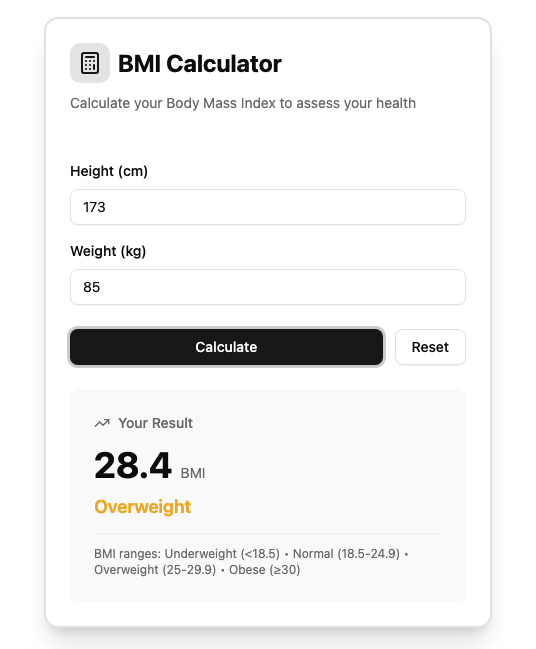 BMI Calculator
Calculate your Body Mass Index to assess your health
Height (cm)
173
Weight (kg)
85
Calculate
Reset
Your Result
28.4 BMI
Overweight
BMI ranges: Underweight (<18.5) • Normal (18.5-24.9) •
Overweight (25-29.9) • Obese (≥30)